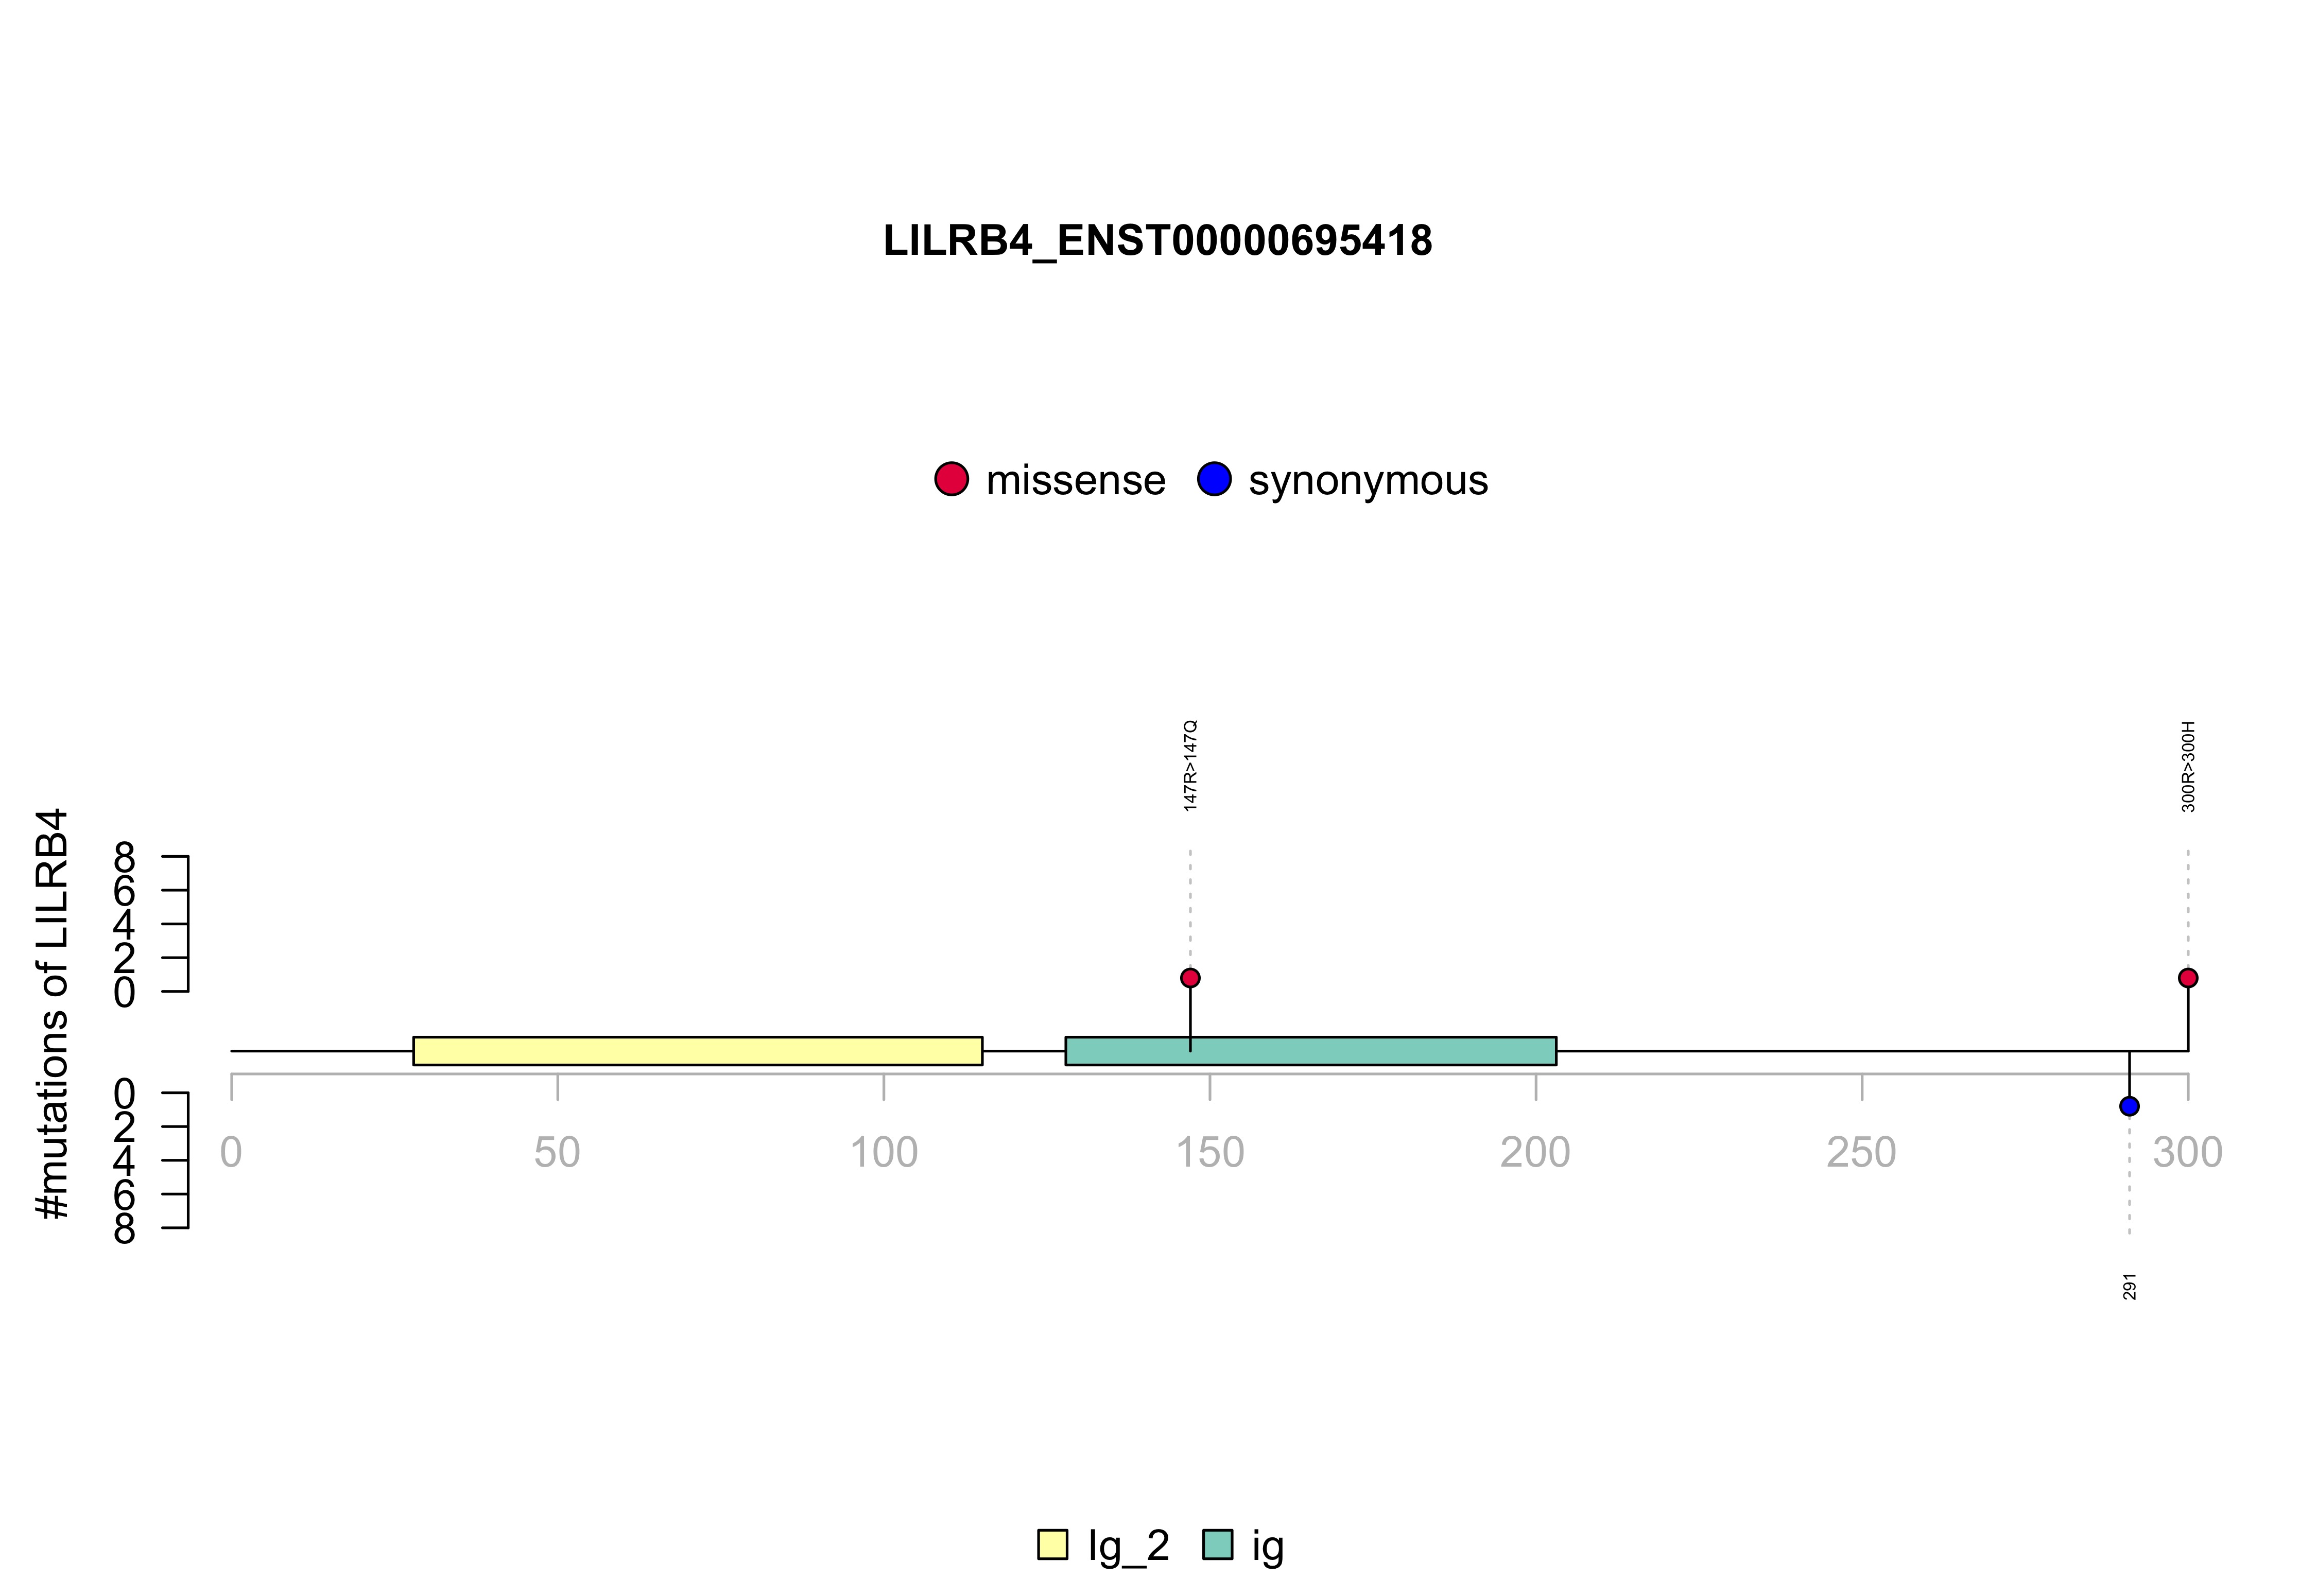 LILRB4_ENST00000695418
missense synonymous
147R>147Q 300R>300H
#mutations of LILRB4
8
6
4
2
0
0
2
4
6
8
0 50 100 150 200 250 300
291
Ig_2 ig